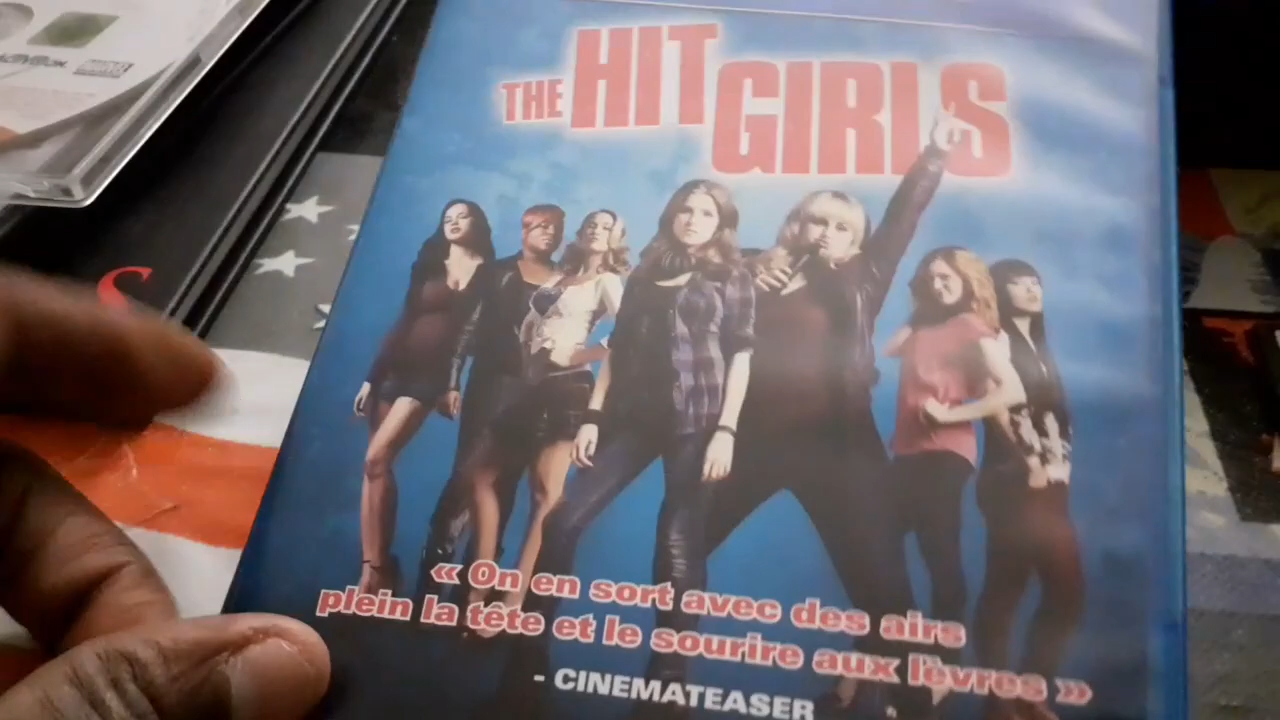 THE HIT GIRLS
« On en sort avec des airs
plein la tête et le sourire aux lèvres »
- CINEMATEASER
S